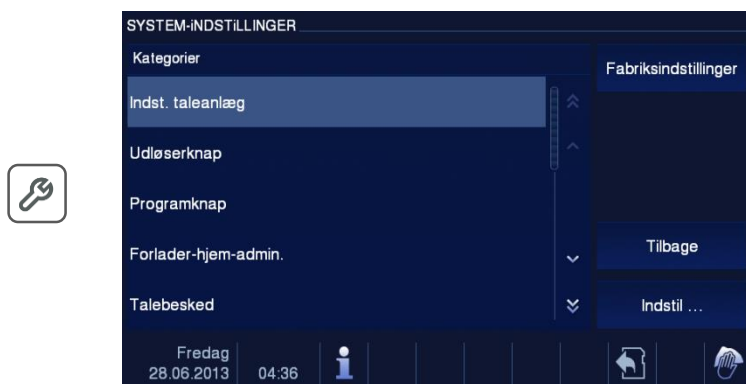 SYSTEM-iNDSTiLLINGER
Kategorier
Fabriksindstillinger
Indst. taleanlæg
Udløserknap
Programknap
Forlader-hjem-admin.
Tilbage
Talebesked
Indstil ...
Fredag
28.06.2013 04:36